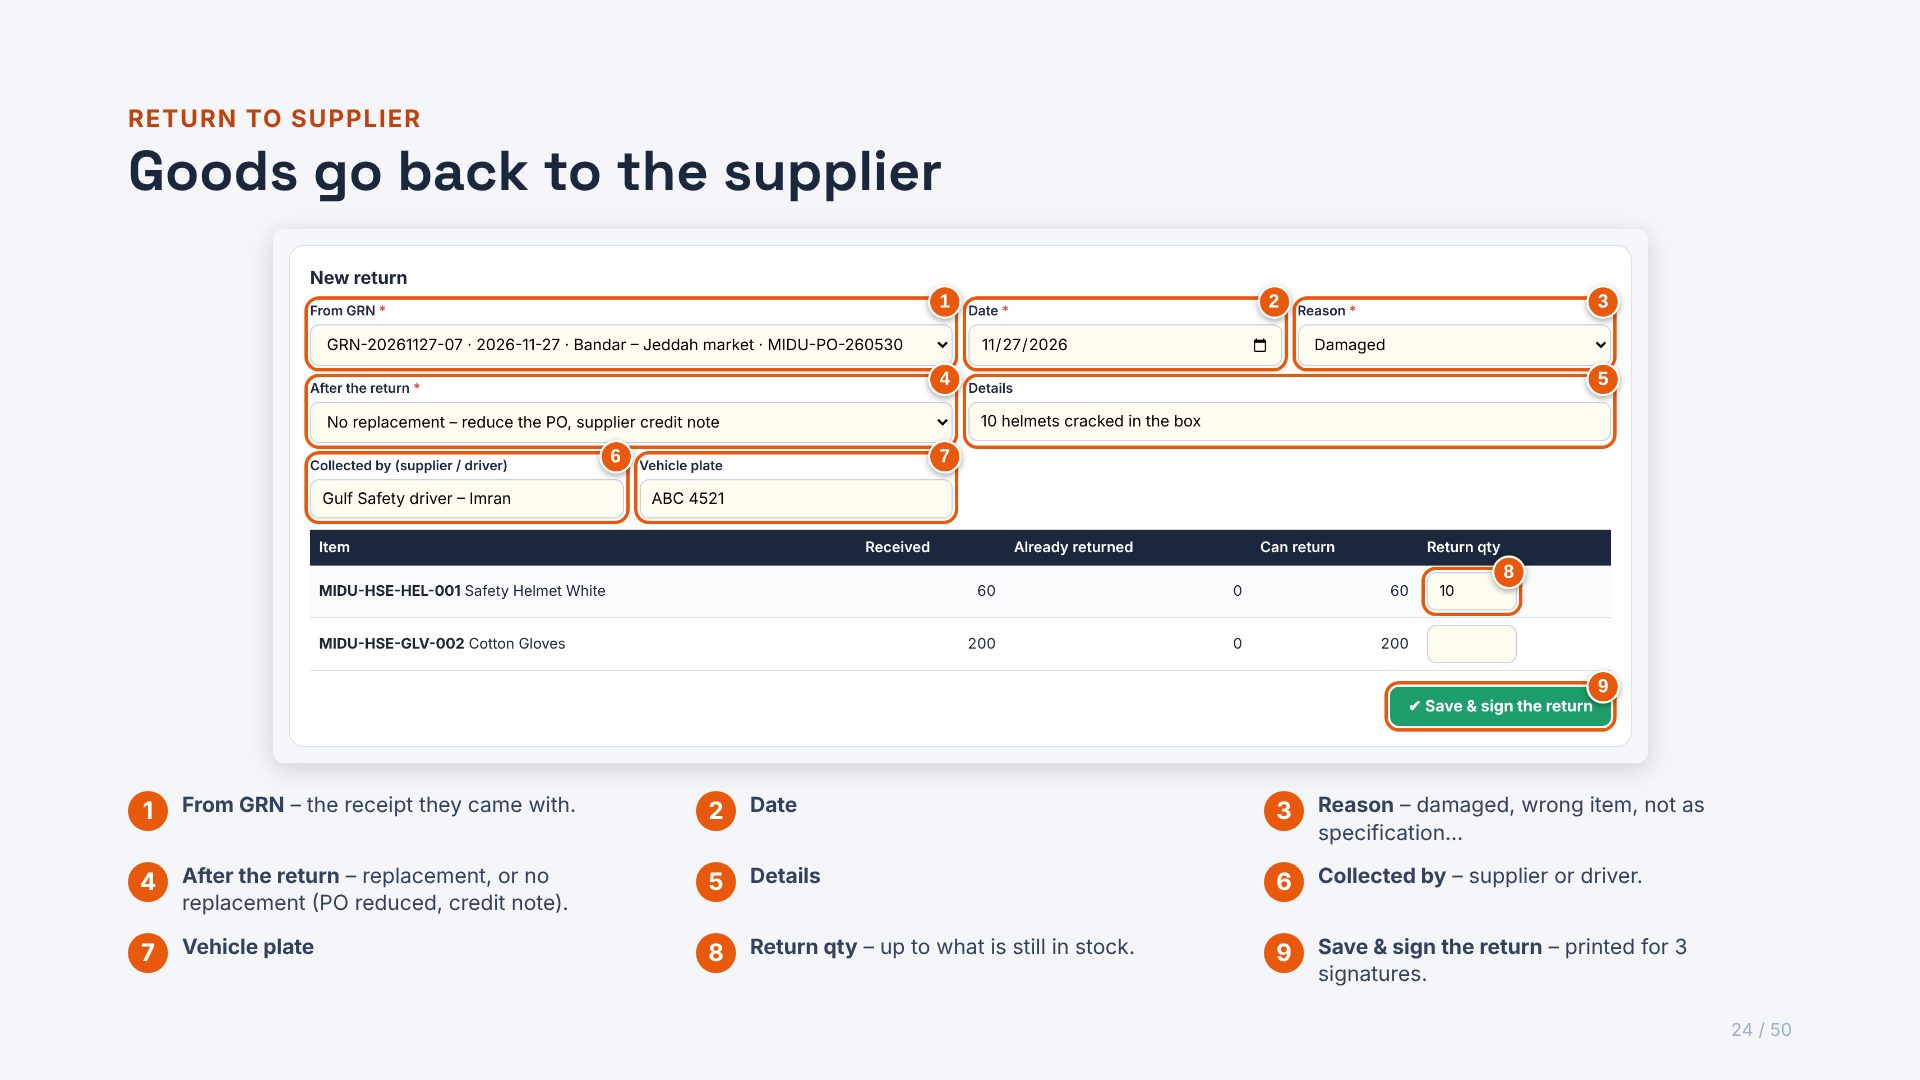 RETURN TO SUPPLIER
Goods go back to the supplier
New return
From GRN *
1
Date *
2
Reason *
3
GRN-20261127-07 · 2026-11-27 · Bandar – Jeddah market · MIDU-PO-260530
11/27/2026
Damaged
After the return *
4
Details
5
No replacement – reduce the PO, supplier credit note
10 helmets cracked in the box
Collected by (supplier / driver)
6
Vehicle plate
7
Gulf Safety driver – Imran
ABC 4521
Item Received Already returned Can return Return qty
8
MIDU-HSE-HEL-001 Safety Helmet White 60 0 60 10
MIDU-HSE-GLV-002 Cotton Gloves 200 0 200
9
✔ Save & sign the return
1 From GRN – the receipt they came with.
2 Date
3 Reason – damaged, wrong item, not as
specification...
4 After the return – replacement, or no
replacement (PO reduced, credit note).
5 Details
6 Collected by – supplier or driver.
7 Vehicle plate
8 Return qty – up to what is still in stock.
9 Save & sign the return – printed for 3
signatures.
24 / 50